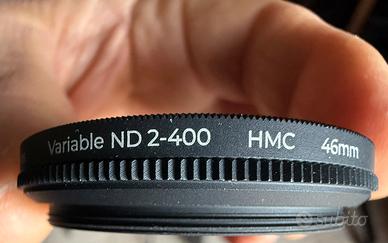 Variable ND 2-400 HMC 46mm
subito